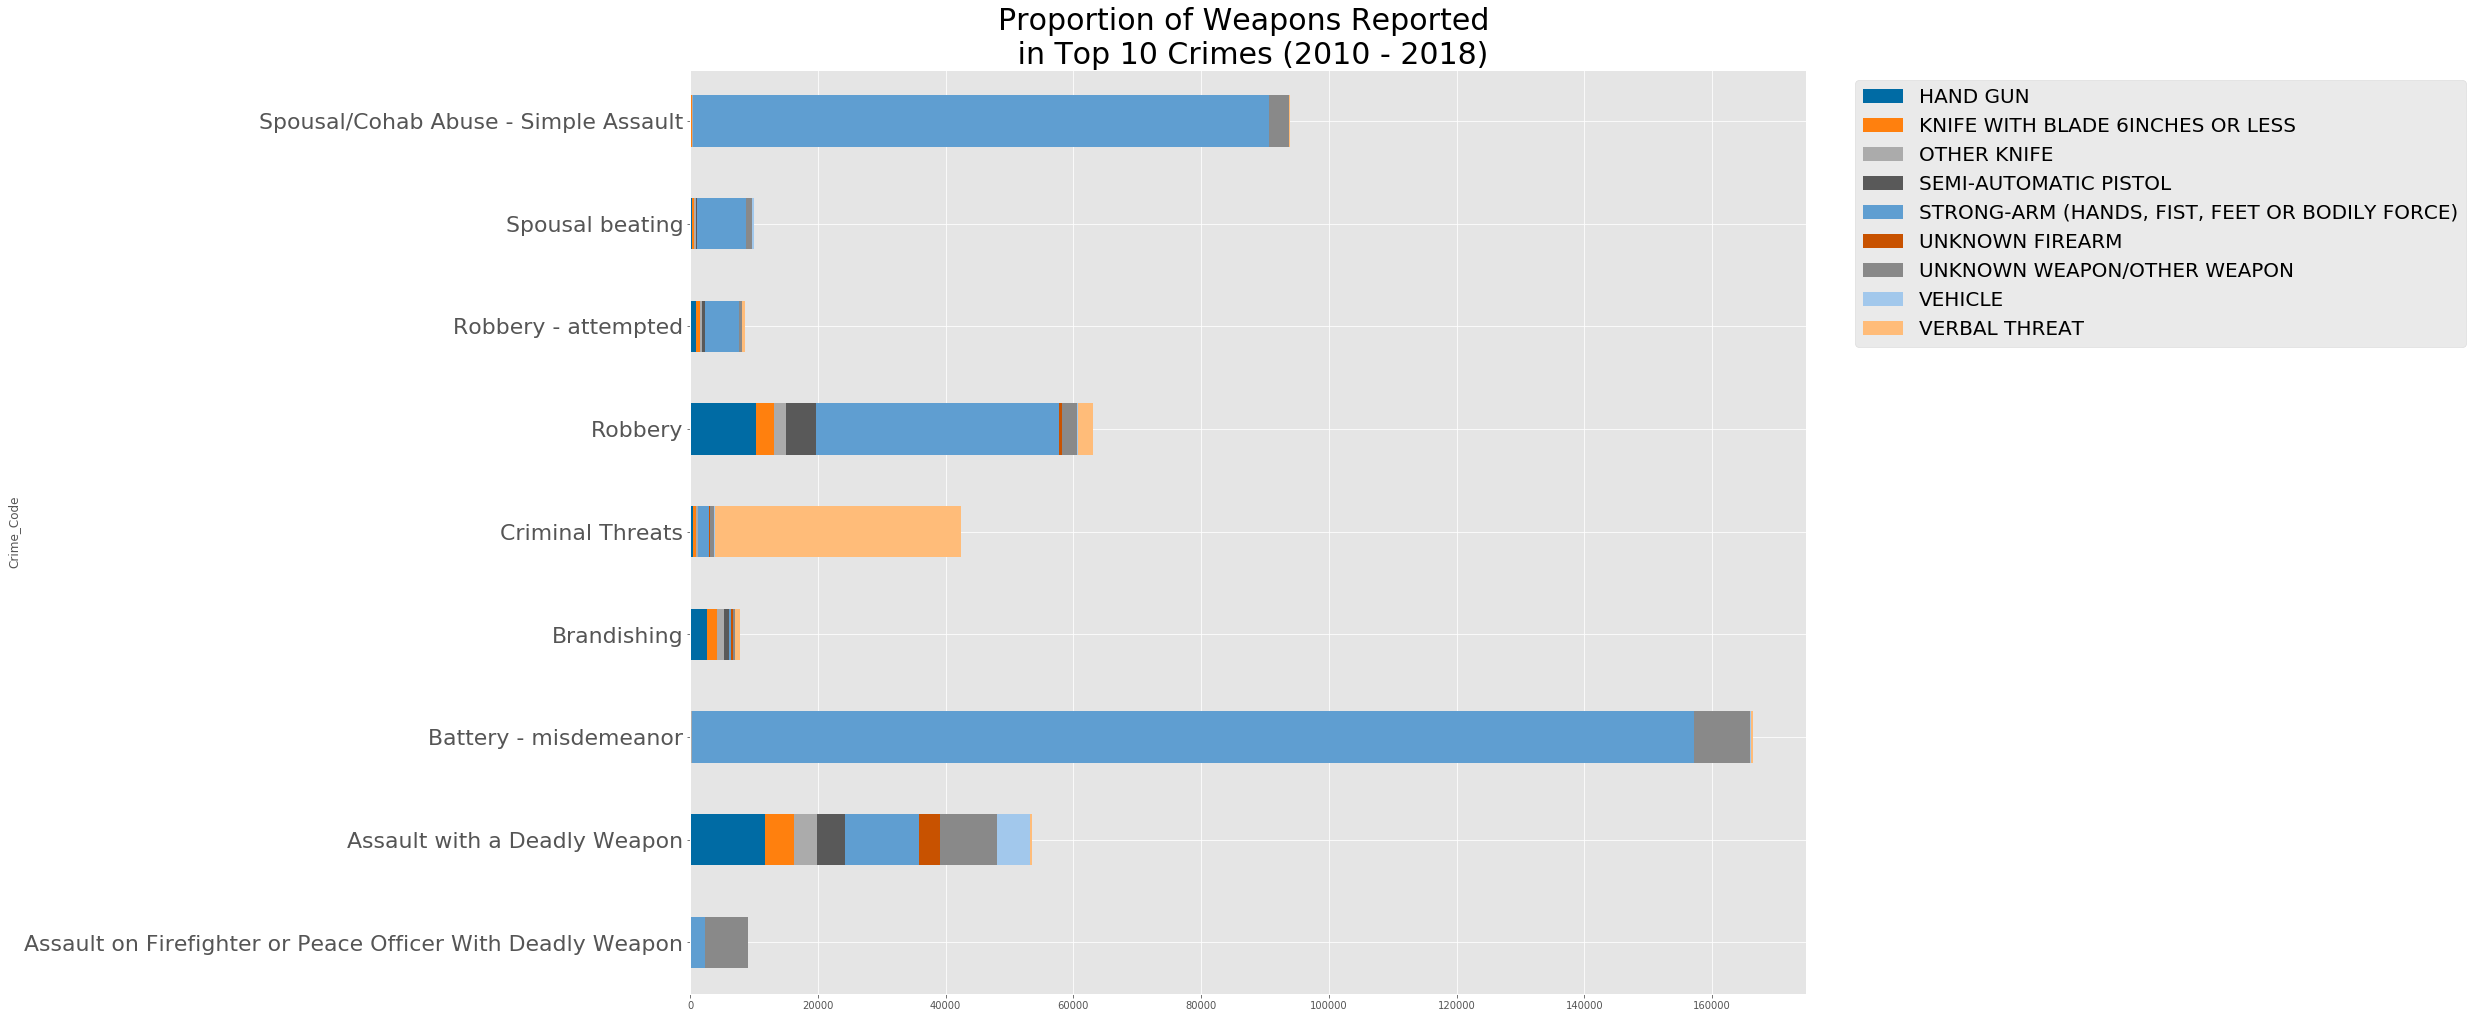 Proportion of Weapons Reported
in Top 10 Crimes (2010 - 2018)
Spousal/Cohab Abuse - Simple Assault
Spousal beating
Robbery - attempted
Robbery
Criminal Threats
Brandishing
Battery - misdemeanor
Assault with a Deadly Weapon
Assault on Firefighter or Peace Officer With Deadly Weapon
Crime_Code
0 20000 40000 60000 80000 100000 120000 140000 160000
HAND GUN
KNIFE WITH BLADE 6INCHES OR LESS
OTHER KNIFE
SEMI-AUTOMATIC PISTOL
STRONG-ARM (HANDS, FIST, FEET OR BODILY FORCE)
UNKNOWN FIREARM
UNKNOWN WEAPON/OTHER WEAPON
VEHICLE
VERBAL THREAT